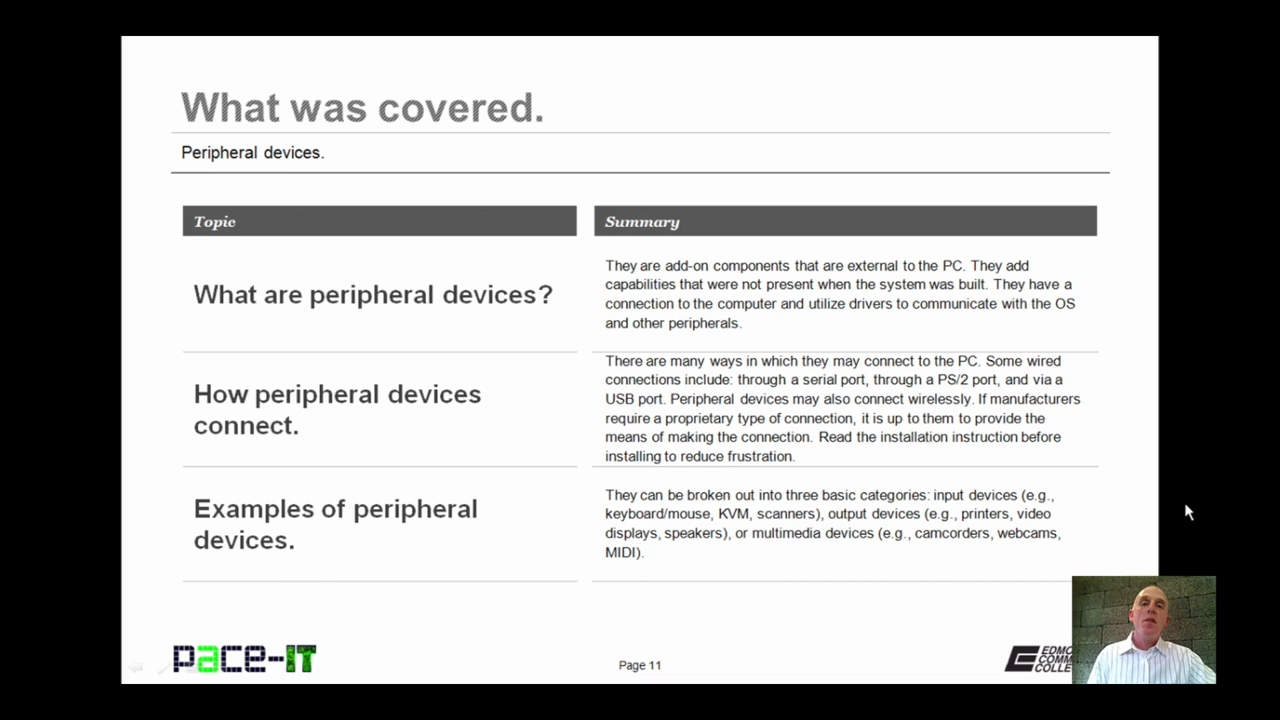 What was covered.
Peripheral devices.
Topic
Summary
What are peripheral devices?
They are add-on components that are external to the PC. They add
capabilities that were not present when the system was built. They have a
connection to the computer and utilize drivers to communicate with the OS
and other peripherals.
How peripheral devices
connect.
There are many ways in which they may connect to the PC. Some wired
connections include: through a serial port, through a PS/2 port, and via a
USB port. Peripheral devices may also connect wirelessly. If manufacturers
require a proprietary type of connection, it is up to them to provide the
means of making the connection. Read the installation instruction before
installing to reduce frustration.
Examples of peripheral
devices.
They can be broken out into three basic categories: input devices (e.g.,
keyboard/mouse, KVM, scanners), output devices (e.g., printers, video
displays, speakers), or multimedia devices (e.g., camcorders, webcams,
MIDI).
pace-IT
Page 11